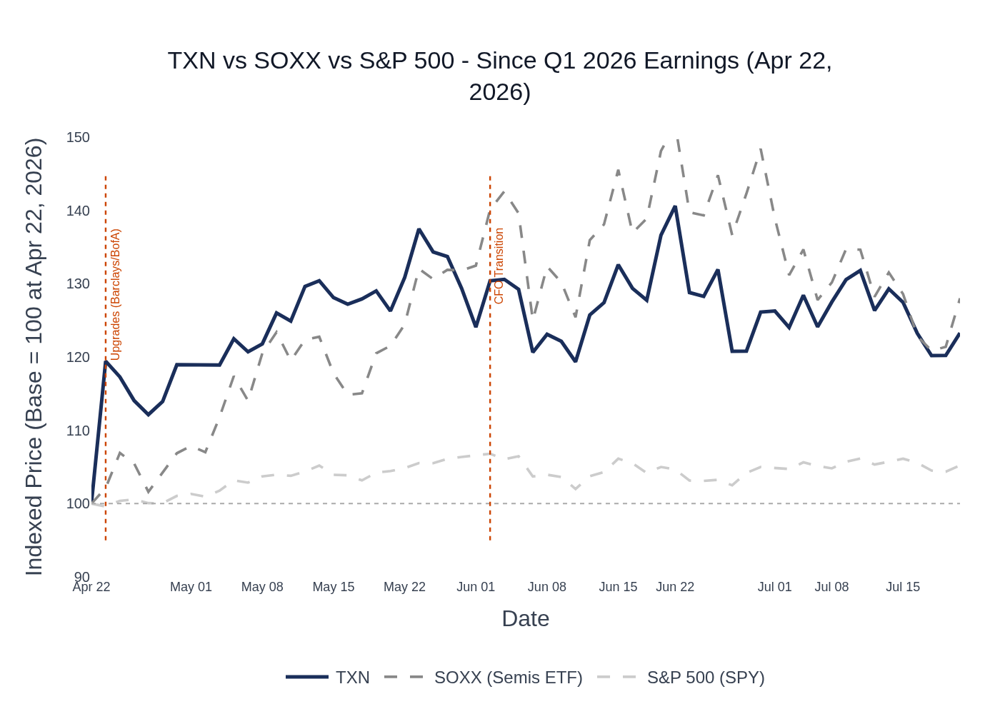 TXN vs SOXX vs S&P 500 - Since Q1 2026 Earnings (Apr 22,
2026)
Indexed Price (Base = 100 at Apr 22, 2026)
150
140
130
120
110
100
90
Upgrades (Barclays/BofA)
CFO Transition
Apr 22
May 01
May 08
May 15
May 22
Jun 01
Jun 08
Jun 15
Jun 22
Jul 01
Jul 08
Jul 15
Date
TXN
SOXX (Semis ETF)
S&P 500 (SPY)